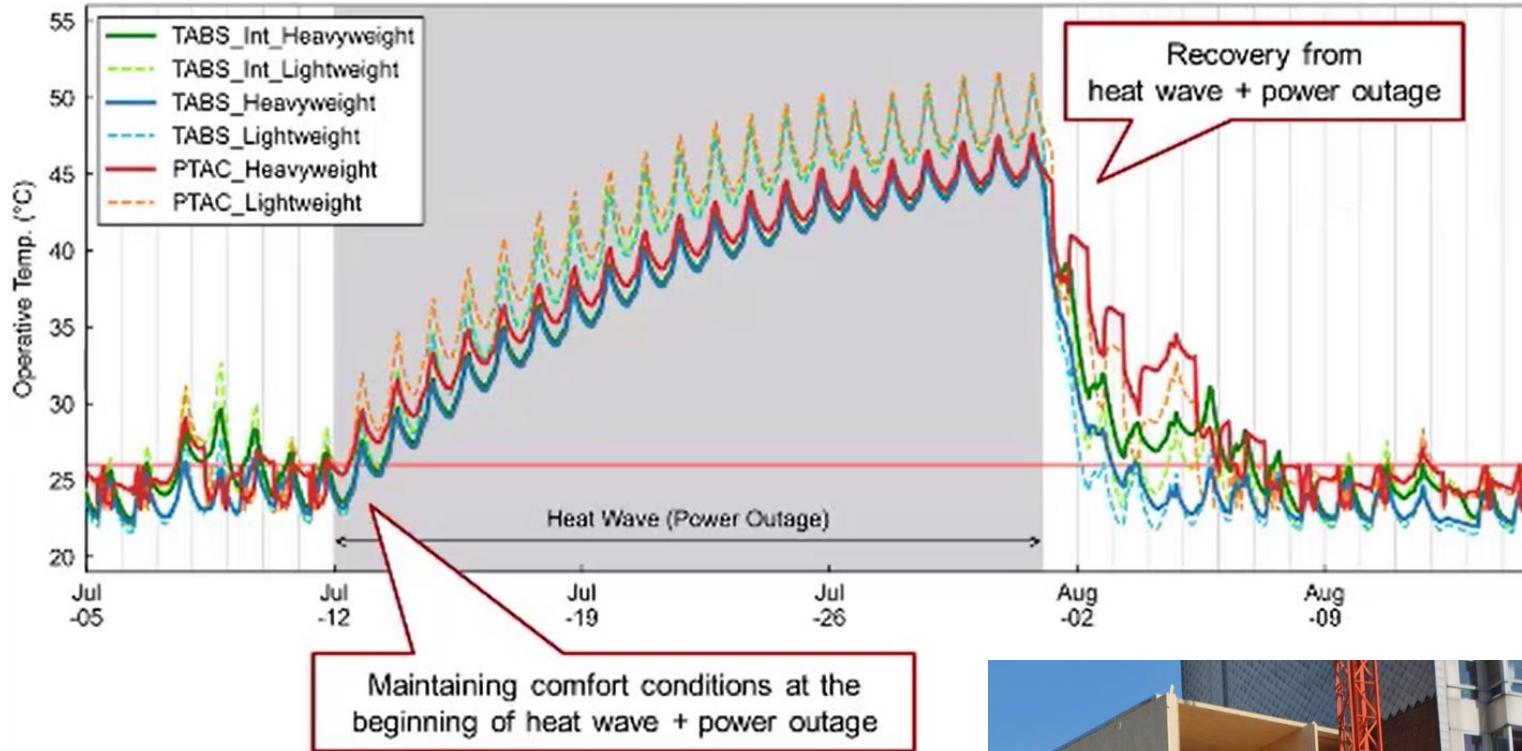 55
50
45
40
35
30
25
20
Operative Temp. (°C)
TABS_Int_Heavyweight
TABS_Int_Lightweight
TABS_Heavyweight
TABS_Lightweight
PTAC_Heavyweight
PTAC_Lightweight
Recovery from
heat wave + power outage
Heat Wave (Power Outage)
Jul
-05
Jul
-12
Jul
-19
Jul
-26
Aug
-02
Aug
-09
Maintaining comfort conditions at the
beginning of heat wave + power outage